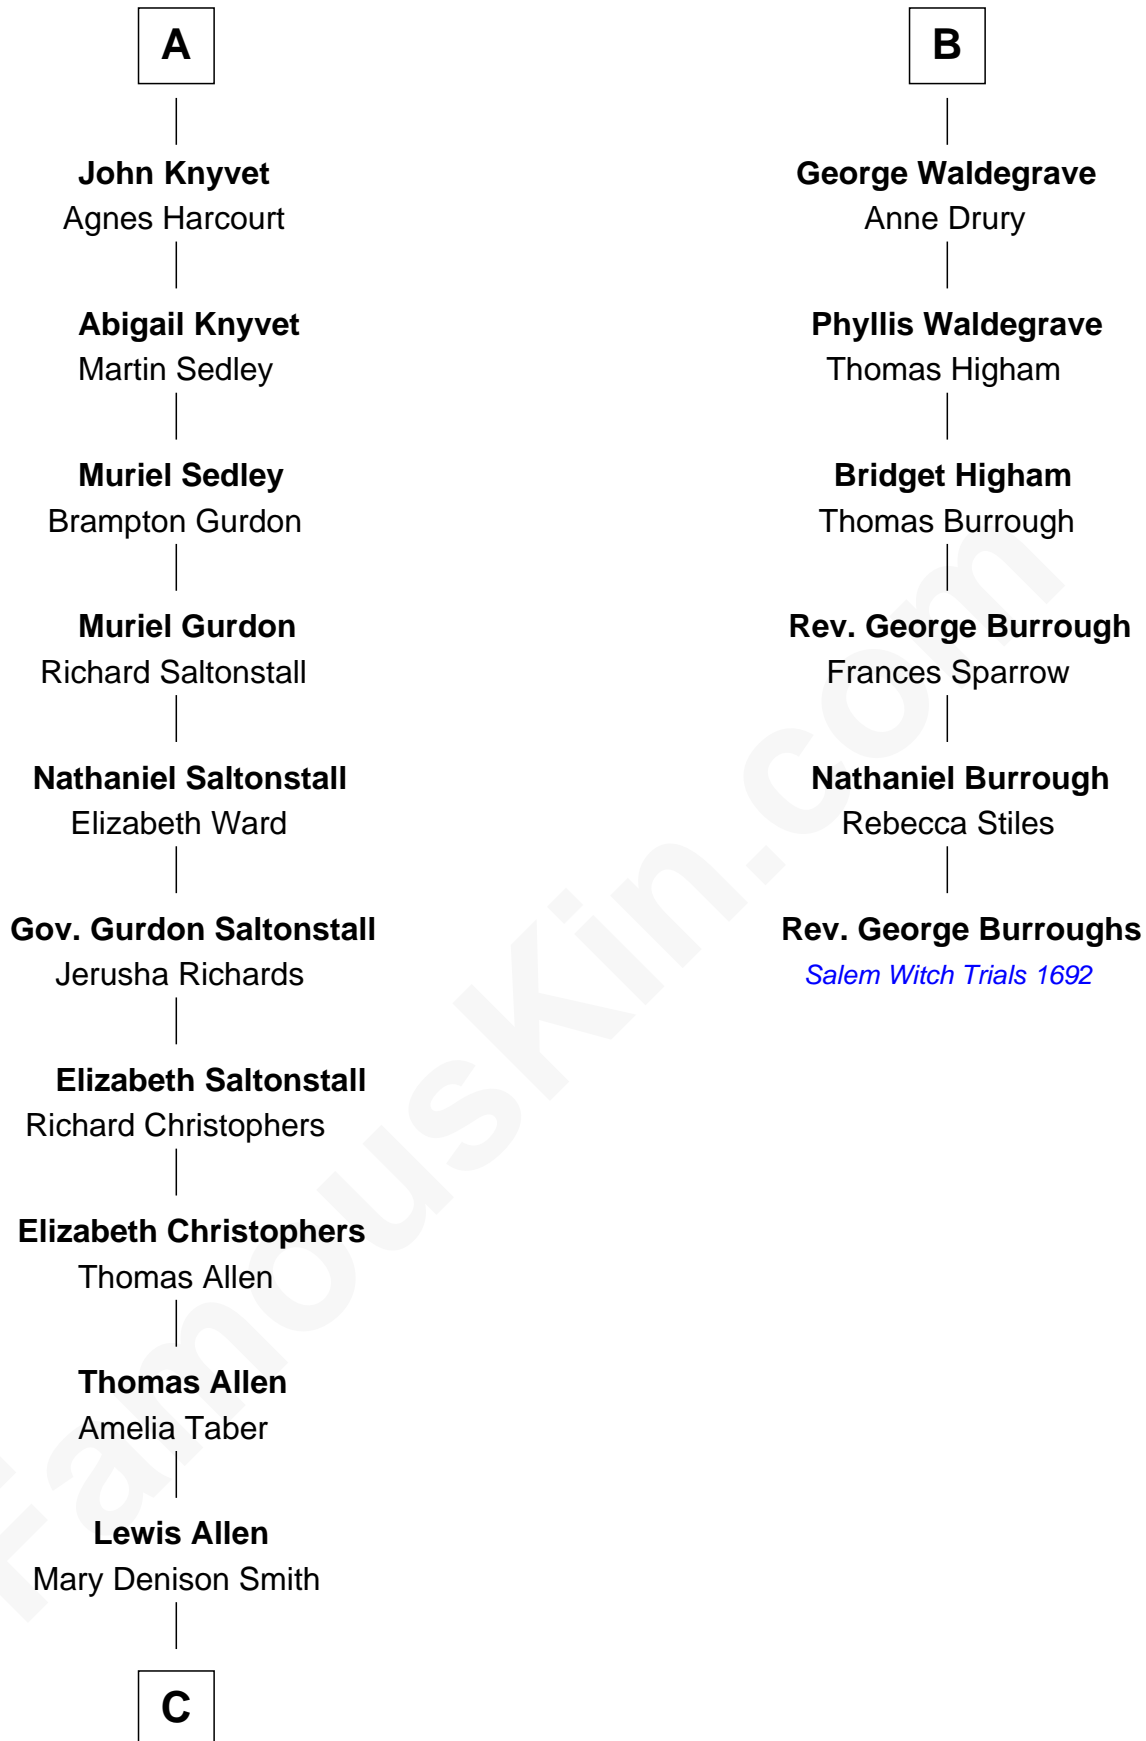 A
John Knyvet
Agnes Harcourt
Abigail Knyvet
Martin Sedley
Muriel Sedley
Brampton Gurdon
Muriel Gurdon
Richard Saltonstall
Nathaniel Saltonstall
Elizabeth Ward
Gov. Gurdon Saltonstall
Jerusha Richards
Elizabeth Saltonstall
Richard Christophers
Elizabeth Christophers
Thomas Allen
Thomas Allen
Amelia Taber
Lewis Allen
Mary Denison Smith
C
B
George Waldegrave
Anne Drury
Phyllis Waldegrave
Thomas Higham
Bridget Higham
Thomas Burrough
Rev. George Burrough
Frances Sparrow
Nathaniel Burrough
Rebecca Stiles
Rev. George Burroughs
Salem Witch Trials 1692
FamousKin.com